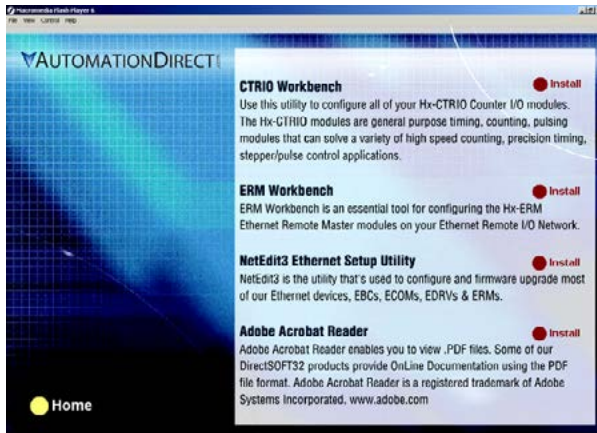 Macromedia Flash Player 6
File View Control Help
AUTOMATIONDIRECT
CTRIO Workbench
Install
Use this utility to configure all of your Hx-CTRIO Counter I/O modules.
The Hx-CTRIO modules are general purpose timing, counting, pulsing
modules that can solve a variety of high speed counting, precision timing,
stepper/pulse control applications.
ERM Workbench
Install
ERM Workbench is an essential tool for configuring the Hx-ERM
Ethernet Remote Master modules on your Ethernet Remote I/O Network.
NetEdit3 Ethernet Setup Utility
Install
NetEdit3 is the utility that's used to configure and firmware upgrade most
of our Ethernet devices, EBCs, ECOMs, EDRVs & ERMs.
Adobe Acrobat Reader
Install
Adobe Acrobat Reader enables you to view .PDF files. Some of our
DirectSOFT32 products provide OnLine Documentation using the PDF
file format. Adobe Acrobat Reader is a registered trademark of Adobe
Systems Incorporated. www.adobe.com
Home